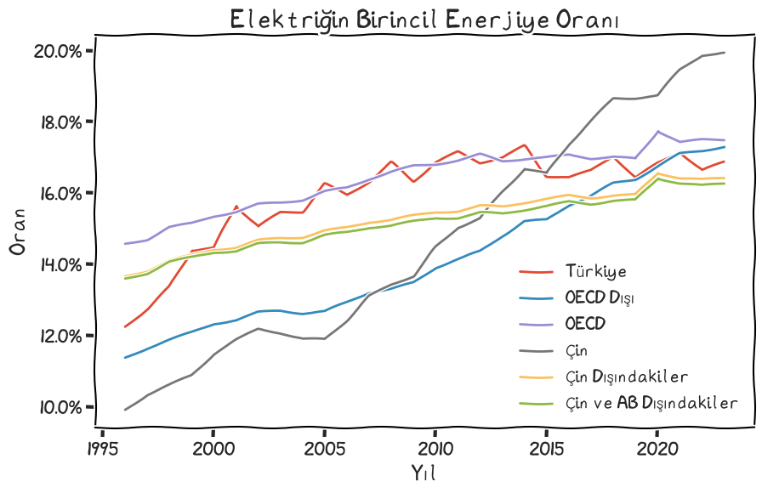 Elektriğin Birincil Enerjiye Oranı
20.0%
18.0%
16.0%
14.0%
12.0%
10.0%
Oran
Türkiye
OECD Dışı
OECD
Çin
Çin Dışındakiler
Çin ve AB Dışındakiler
1995 2000 2005 2010 2015 2020
Yıl